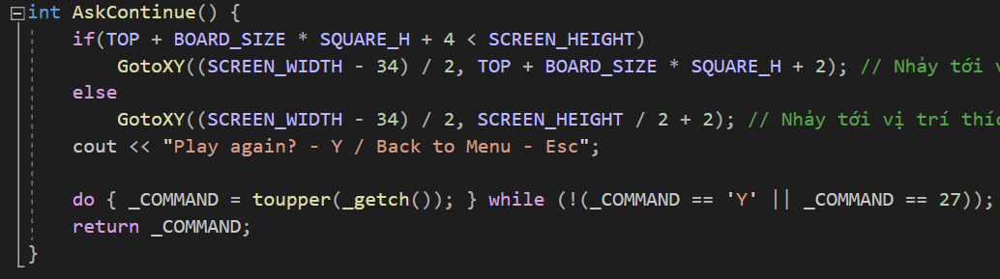 int AskContinue() {
if(TOP + BOARD_SIZE * SQUARE_H + 4 < SCREEN_HEIGHT)
GotoXY((SCREEN_WIDTH - 34) / 2, TOP + BOARD_SIZE * SQUARE_H + 2); // Nhảy tới
else
GotoXY((SCREEN_WIDTH - 34) / 2, SCREEN_HEIGHT / 2 + 2); // Nhảy tới vị trí
cout << "Play again? - Y / Back to Menu - Esc";
do { _COMMAND = toupper(_getch()); } while (!(_COMMAND == 'Y' || _COMMAND == 27));
return _COMMAND;
}